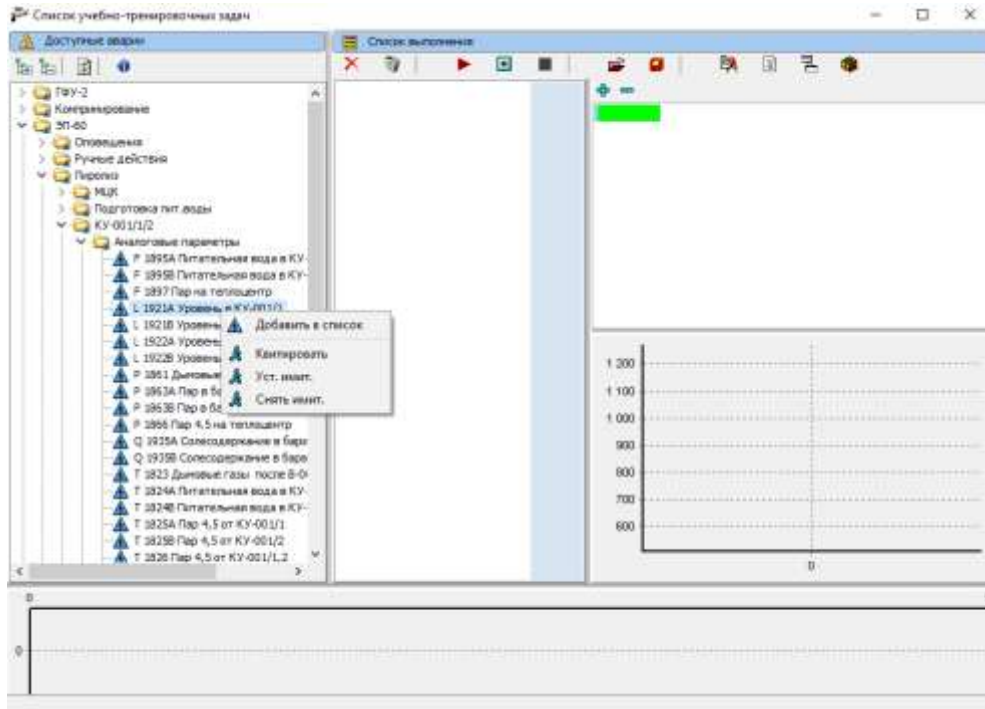 Список учебно-тренировочных задач
Доступные аварии
Список выполнения
ГФУ-2
Компримирование
ЭП-60
Оповещения
Ручные действия
Пиролиз
МЦК
Подготовка пит.воды
КУ-001/1/2
Аналоговые параметры
F 1895A Питательная вода в КУ-
F 1895B Питательная вода в КУ-
F 1897 Пар на теплоцентр
L 1921A Уровень в КУ-001/1
L 1921B Уровень
L 1922A Уровень
L 1922B Уровень
P 1861 Дымовые
P 1863A Пар в ба
P 1863B Пар в ба
P 1866 Пар 4,5 на теплоцентр
Q 1935A Солесодержание в бара
Q 1935B Солесодержание в бара
T 1823 Дымовые газы после В-0
T 1824A Питательная вода в КУ-
T 1824B Питательная вода в КУ-
T 1825A Пар 4,5 от КУ-001/1
T 1825B Пар 4,5 от КУ-001/2
T 1826 Пар 4,5 от КУ-001/1,2
Добавить в список
Квитировать
Уст. имит.
Снять имит.
1 200
1 100
1 000
900
800
700
600
0
0
0